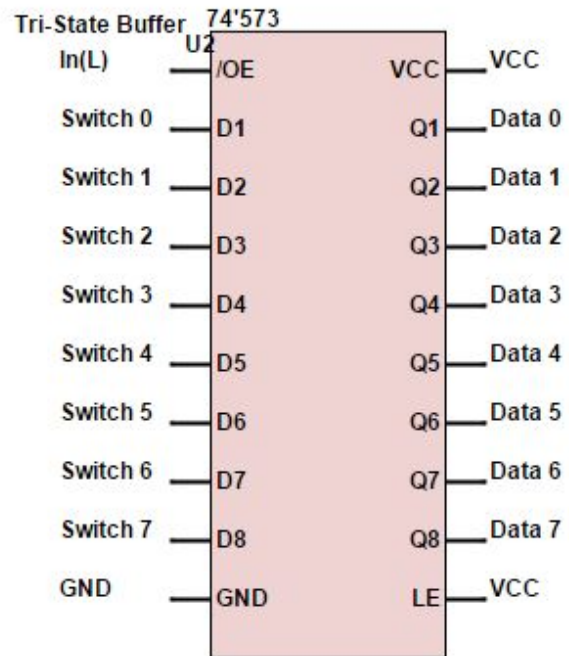 Tri-State Buffer 74'573
U2
In(L) /OE VCC VCC
Switch 0 D1 Q1 Data 0
Switch 1 D2 Q2 Data 1
Switch 2 D3 Q3 Data 2
Switch 3 D4 Q4 Data 3
Switch 4 D5 Q5 Data 4
Switch 5 D6 Q6 Data 5
Switch 6 D7 Q7 Data 6
Switch 7 D8 Q8 Data 7
GND GND LE VCC